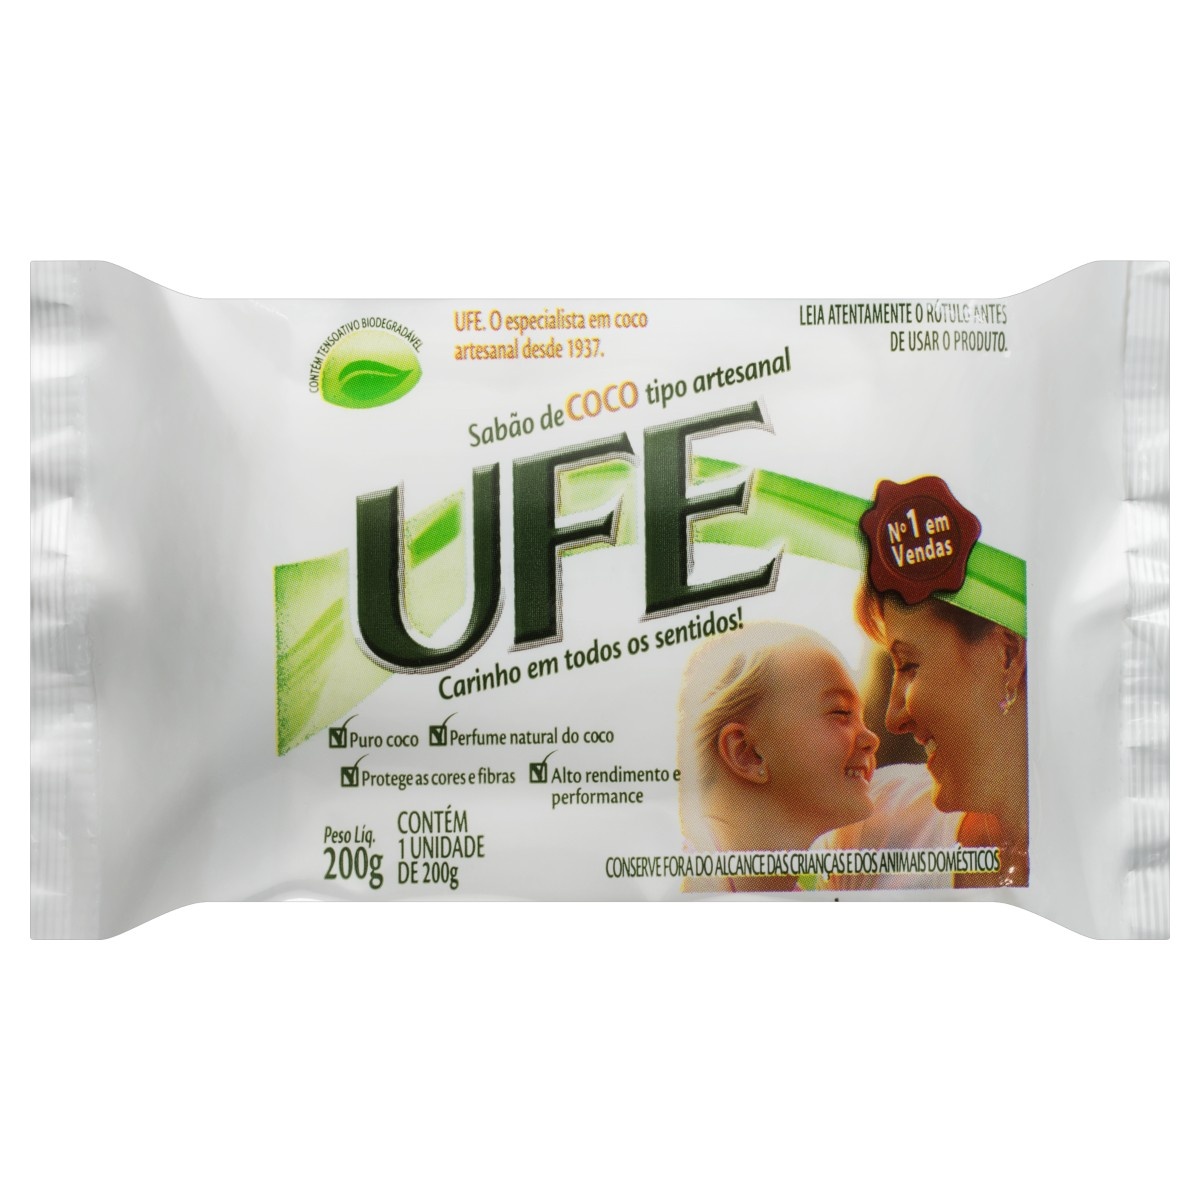 CONTÉM TENSOATIVO BIODEGRADÁVEL
UFE. O especialista em coco
artesanal desde 1937.
LEIA ATENTAMENTE O RÓTULO ANTES
DE USAR O PRODUTO.
Sabão de COCO tipo artesanal
UFE
Nº 1 em
Vendas
Carinho em todos os sentidos!
Puro coco
Perfume natural do coco
Protege as cores e fibras
Alto rendimento e
performance
Peso Líq.
200g
CONTÉM
1 UNIDADE
DE 200g
CONSERVE FORA DO ALCANCE DAS CRIANÇAS E DOS ANIMAIS DOMÉSTICOS